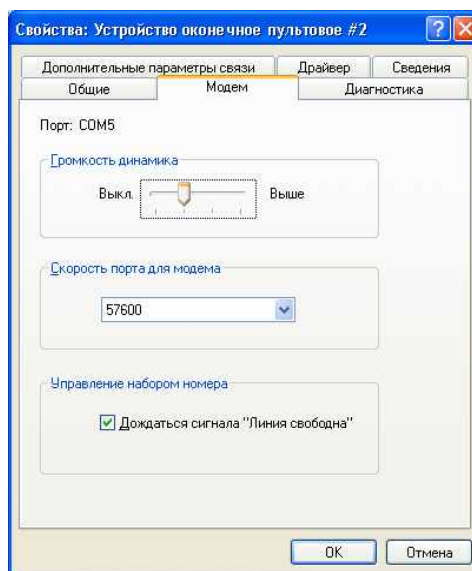 Свойства: Устройство оконечное пультовое #2
Дополнительные параметры связи Драйвер Сведения
Общие Модем Диагностика
Порт: COM5
Громкость динамика
Выкл. Выше
Скорость порта для модема
57600
Управление набором номера
Дождаться сигнала "Линия свободна"
OK Отмена